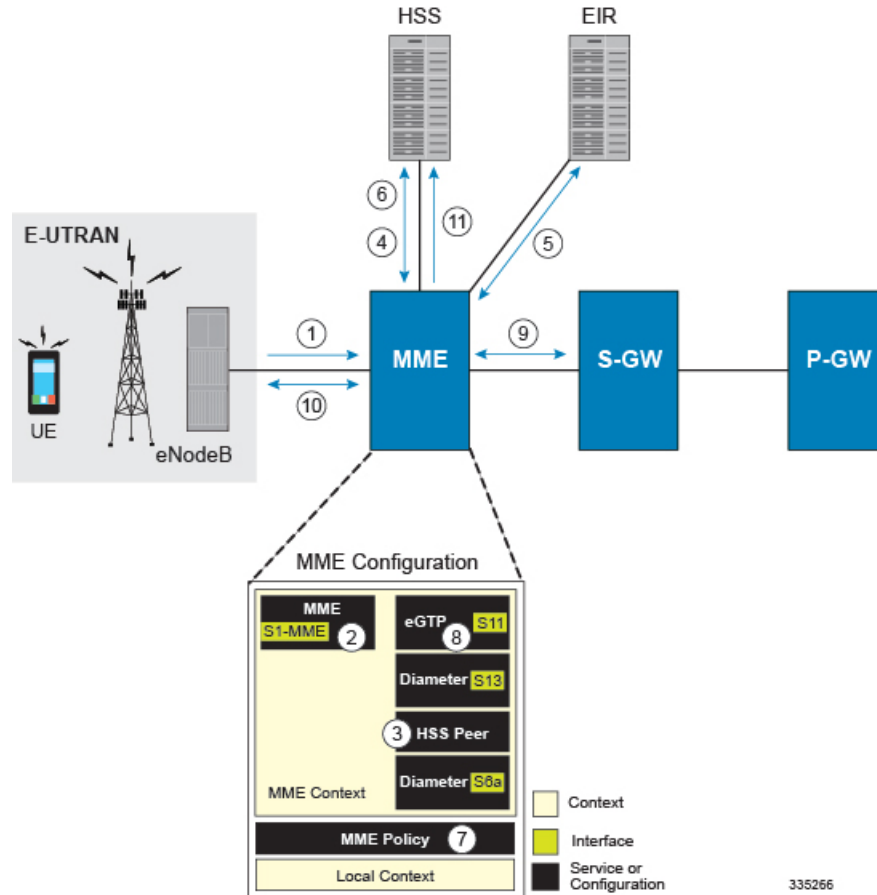 HSS
EIR
6
11
4
5
E-UTRAN
1
MME
9
S-GW
P-GW
10
UE
eNodeB
MME Configuration
MME
S1-MME
2
eGTP
S11
8
Diameter
S13
3
HSS Peer
Diameter
S6a
MME Context
MME Policy
7
Local Context
Context
Interface
Service or
Configuration
335266